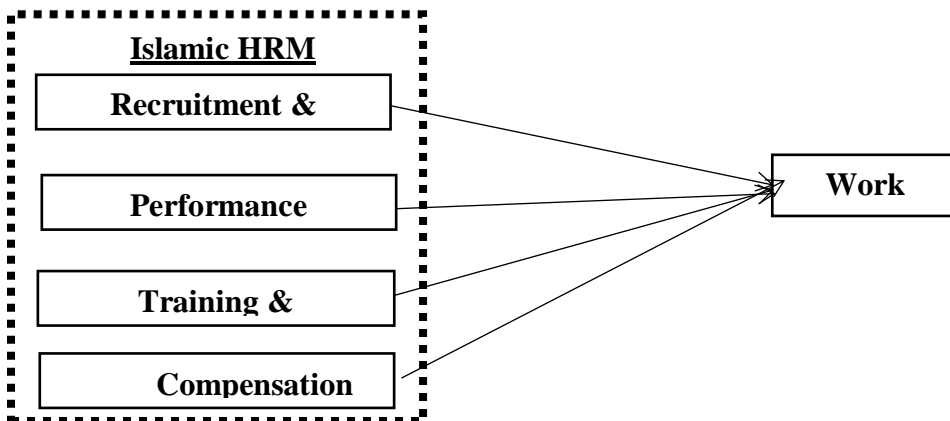 Islamic HRM
Recruitment &
Performance
Training &
Compensation
Work